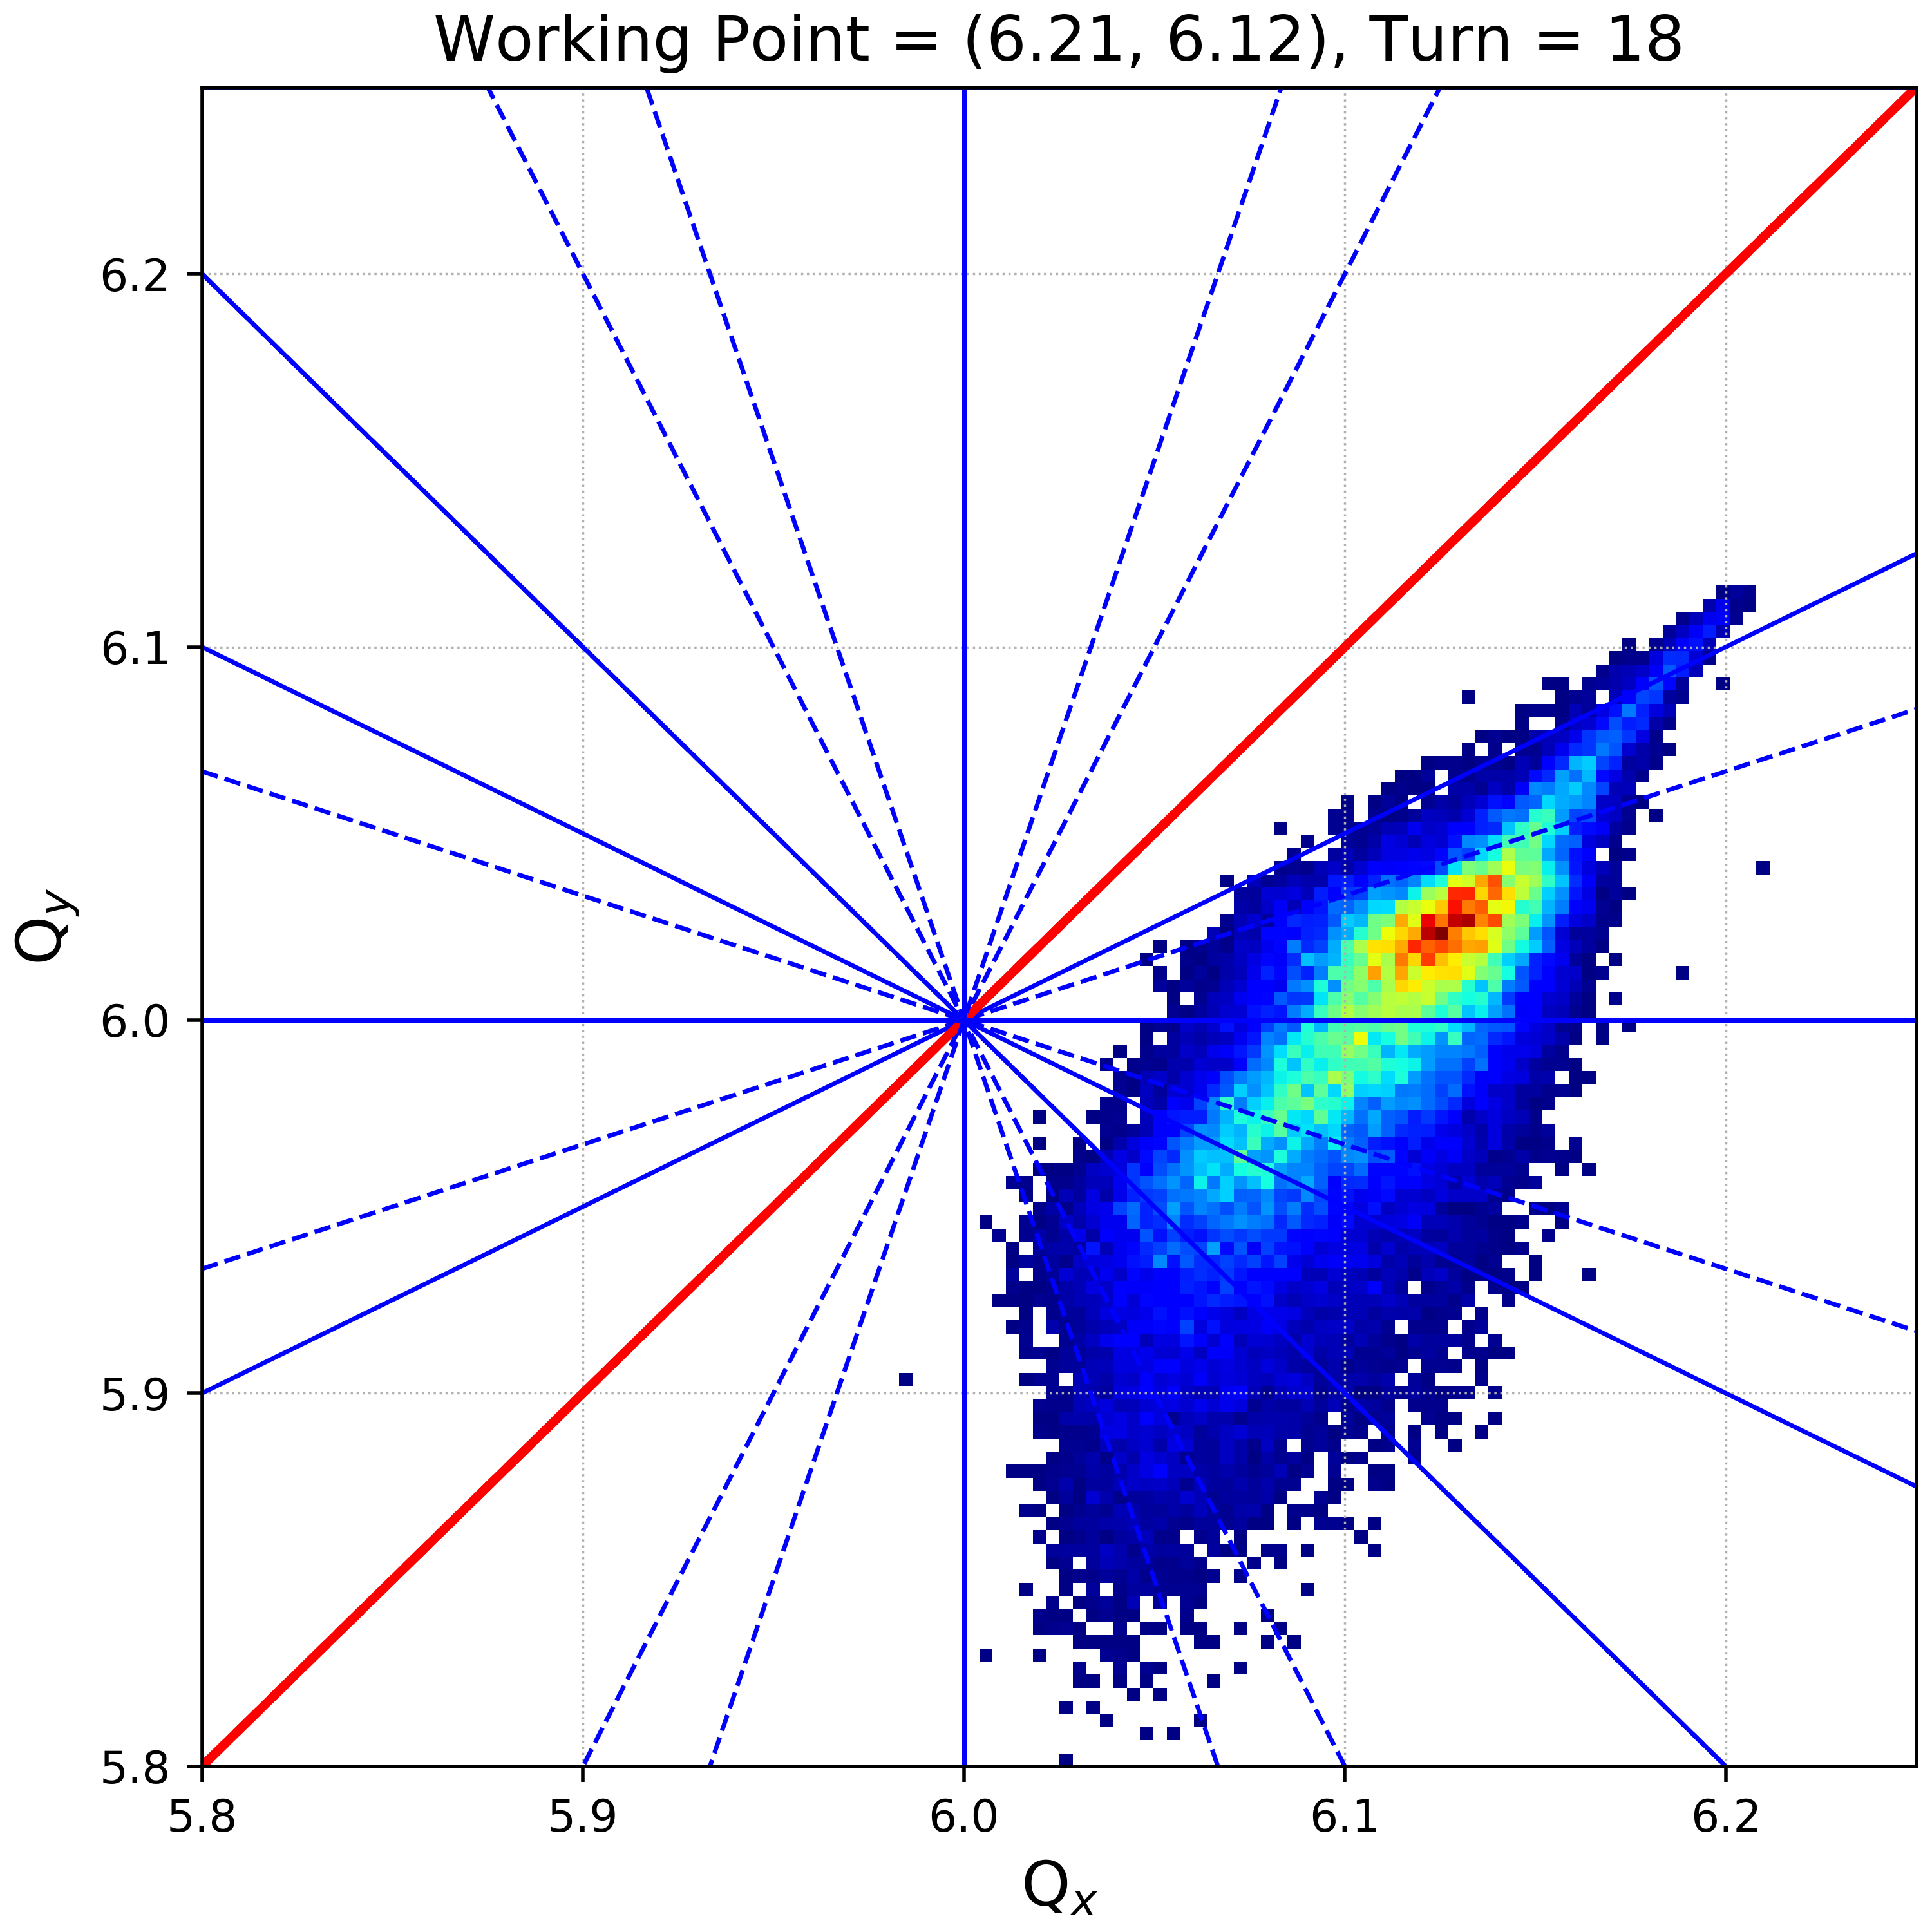 Working Point = (6.21, 6.12), Turn = 18
6.2
6.1
6.0
5.9
5.8
Qy
5.8 5.9 6.0 6.1 6.2
Qx